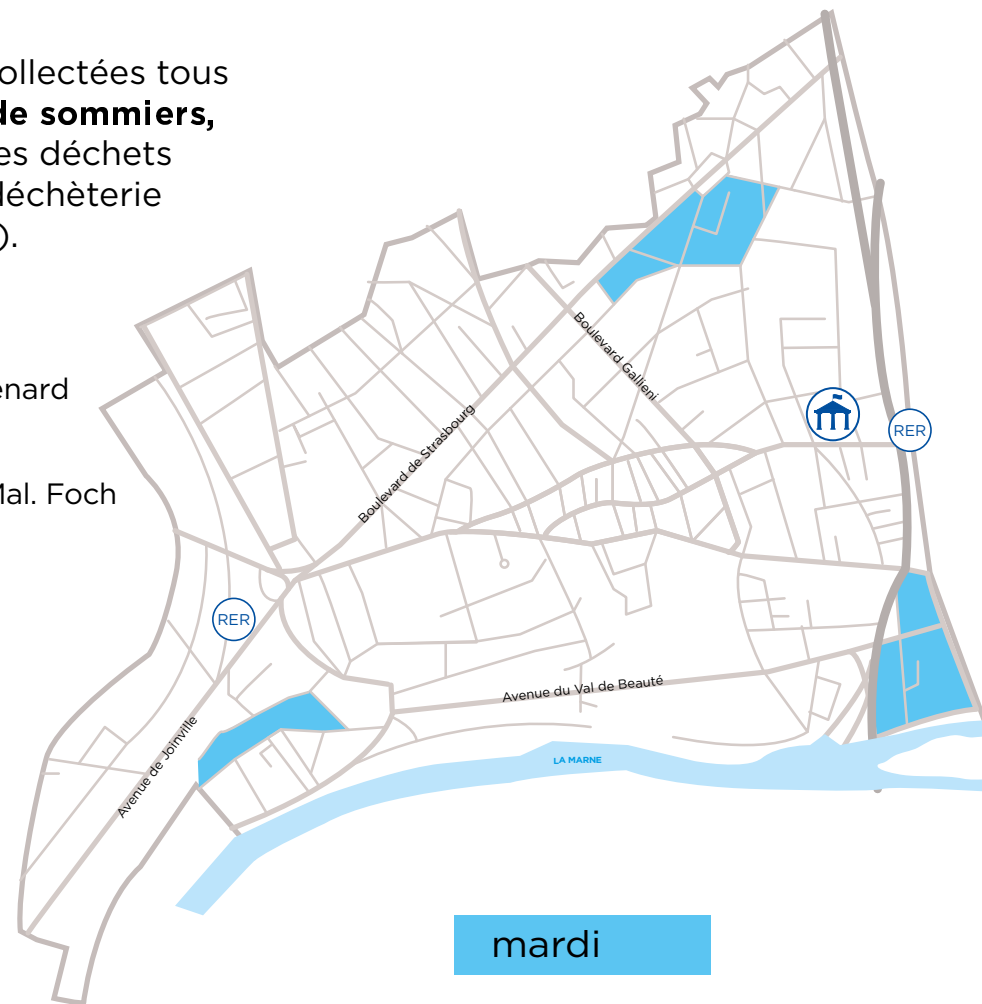 ollectées tous
de sommiers,
es déchets
déchèterie
).
enard
Mal. Foch
Boulevard Gallieni
Boulevard de Strasbourg
RER
RER
Avenue du Val de Beauté
Avenue de Joinville
LA MARNE
mardi